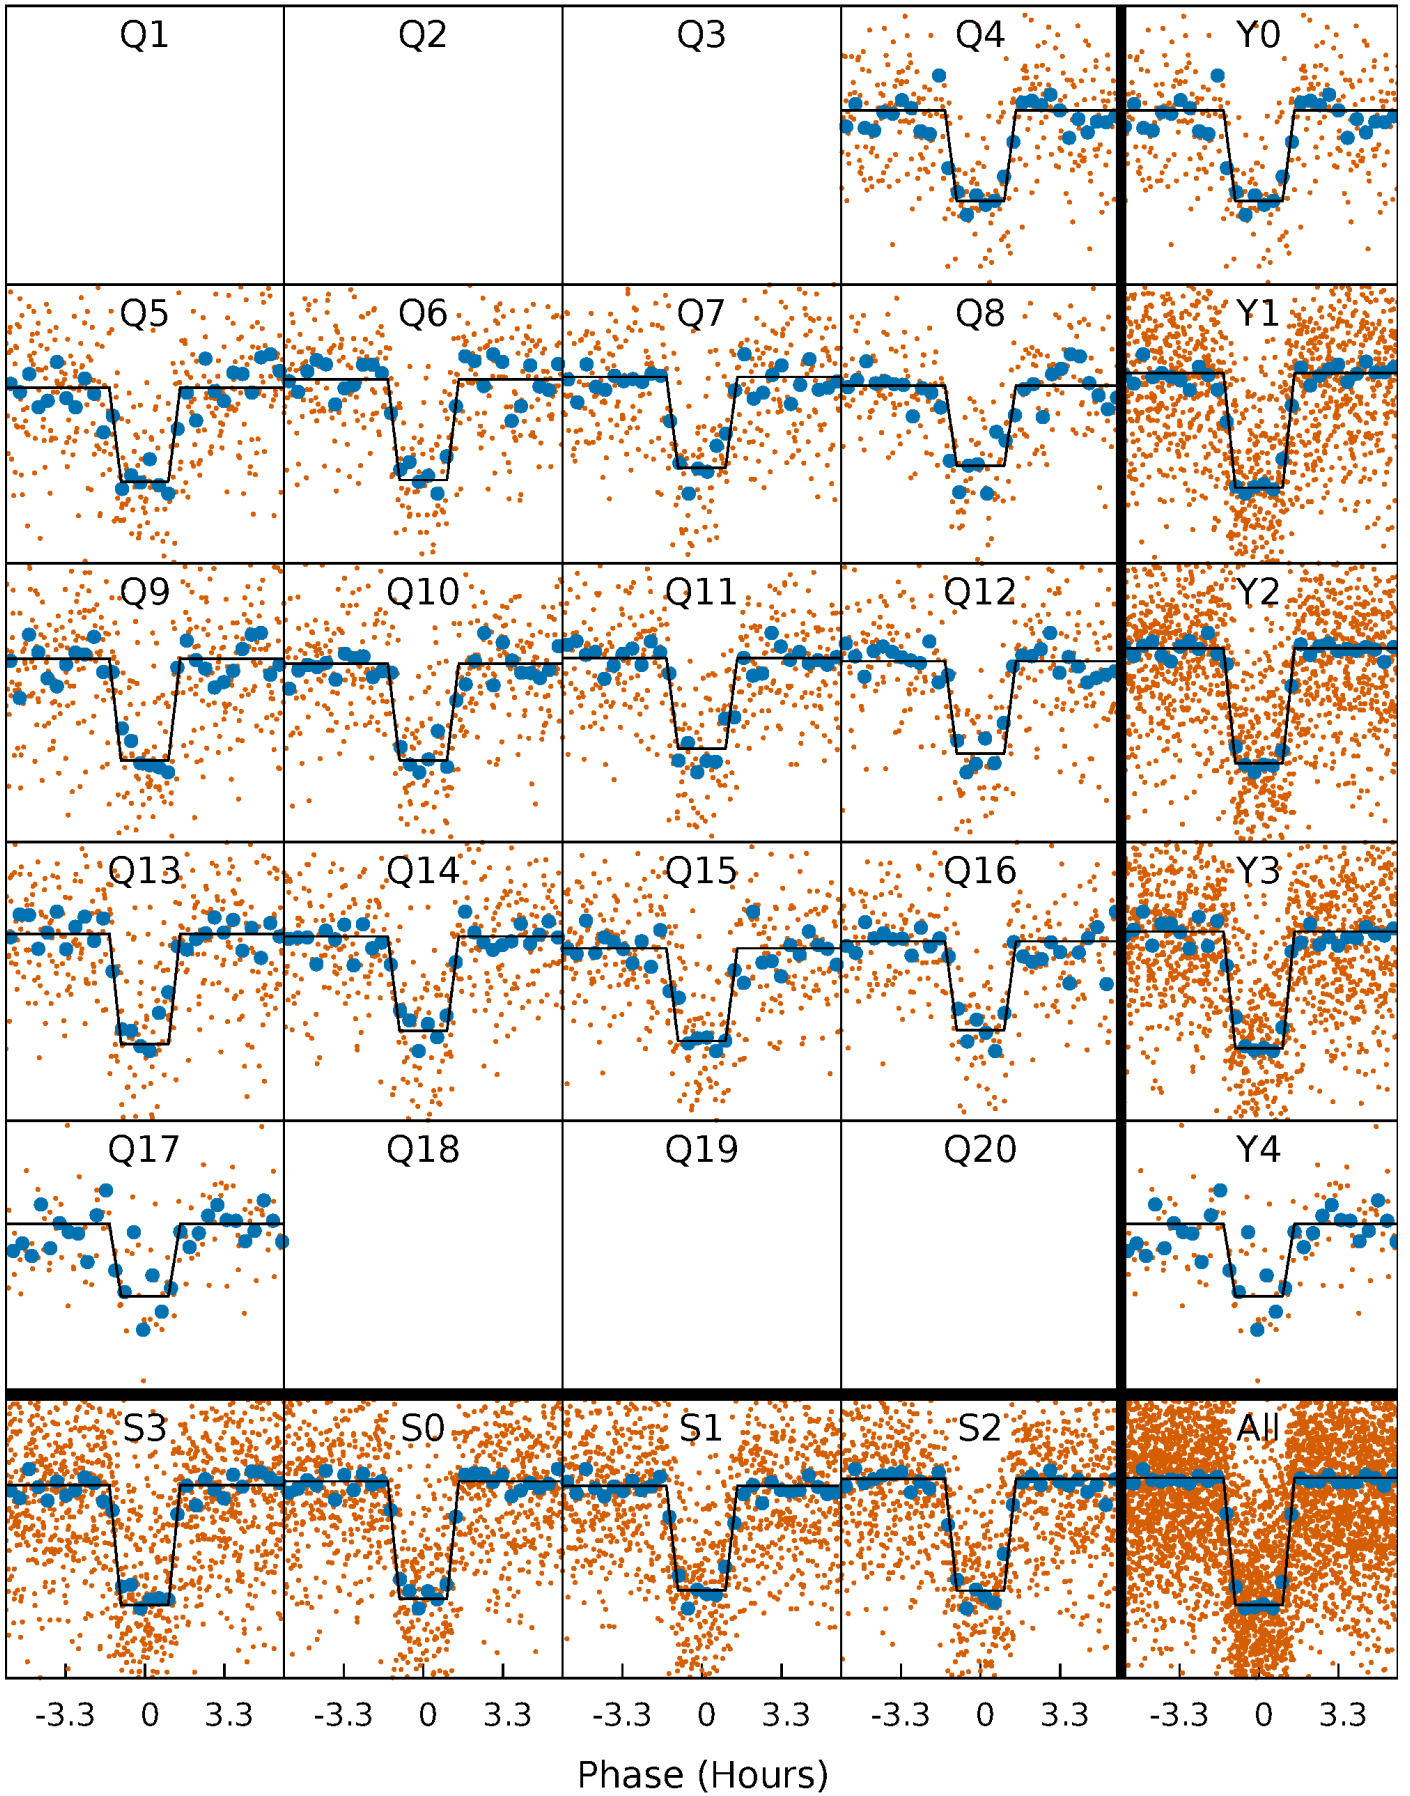 Q1 Q2 Q3 Q4 Y0
Q5 Q6 Q7 Q8 Y1
Q9 Q10 Q11 Q12 Y2
Q13 Q14 Q15 Q16 Y3
Q17 Q18 Q19 Q20 Y4
S3 S0 S1 S2 All
-3.3 0 3.3 -3.3 0 3.3 -3.3 0 3.3 -3.3 0 3.3 -3.3 0 3.3
Phase (Hours)